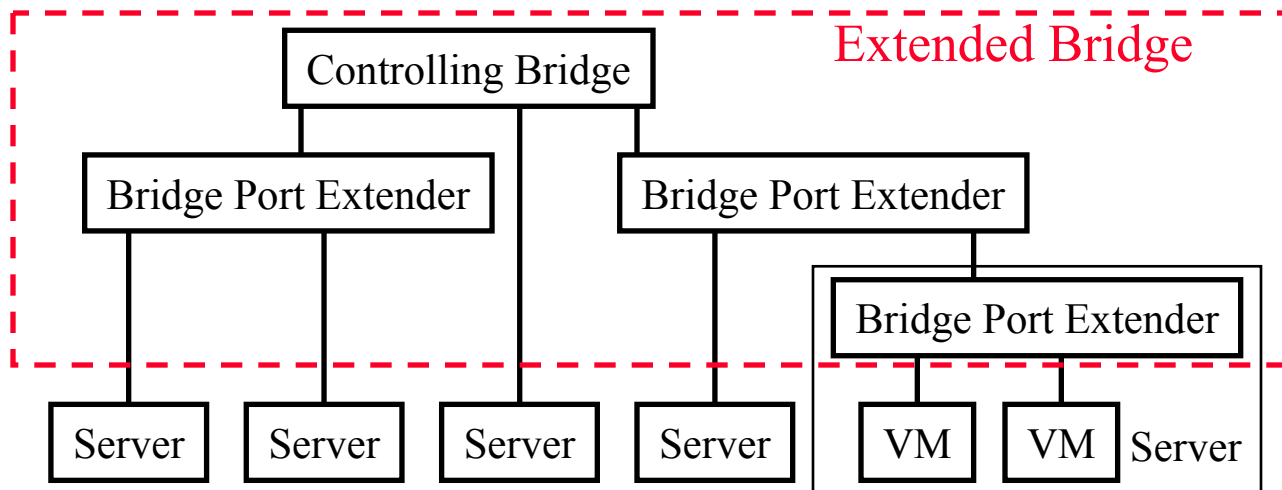 Extended Bridge
Controlling Bridge
Bridge Port Extender
Bridge Port Extender
Bridge Port Extender
Server
Server
Server
Server
VM
VM
Server